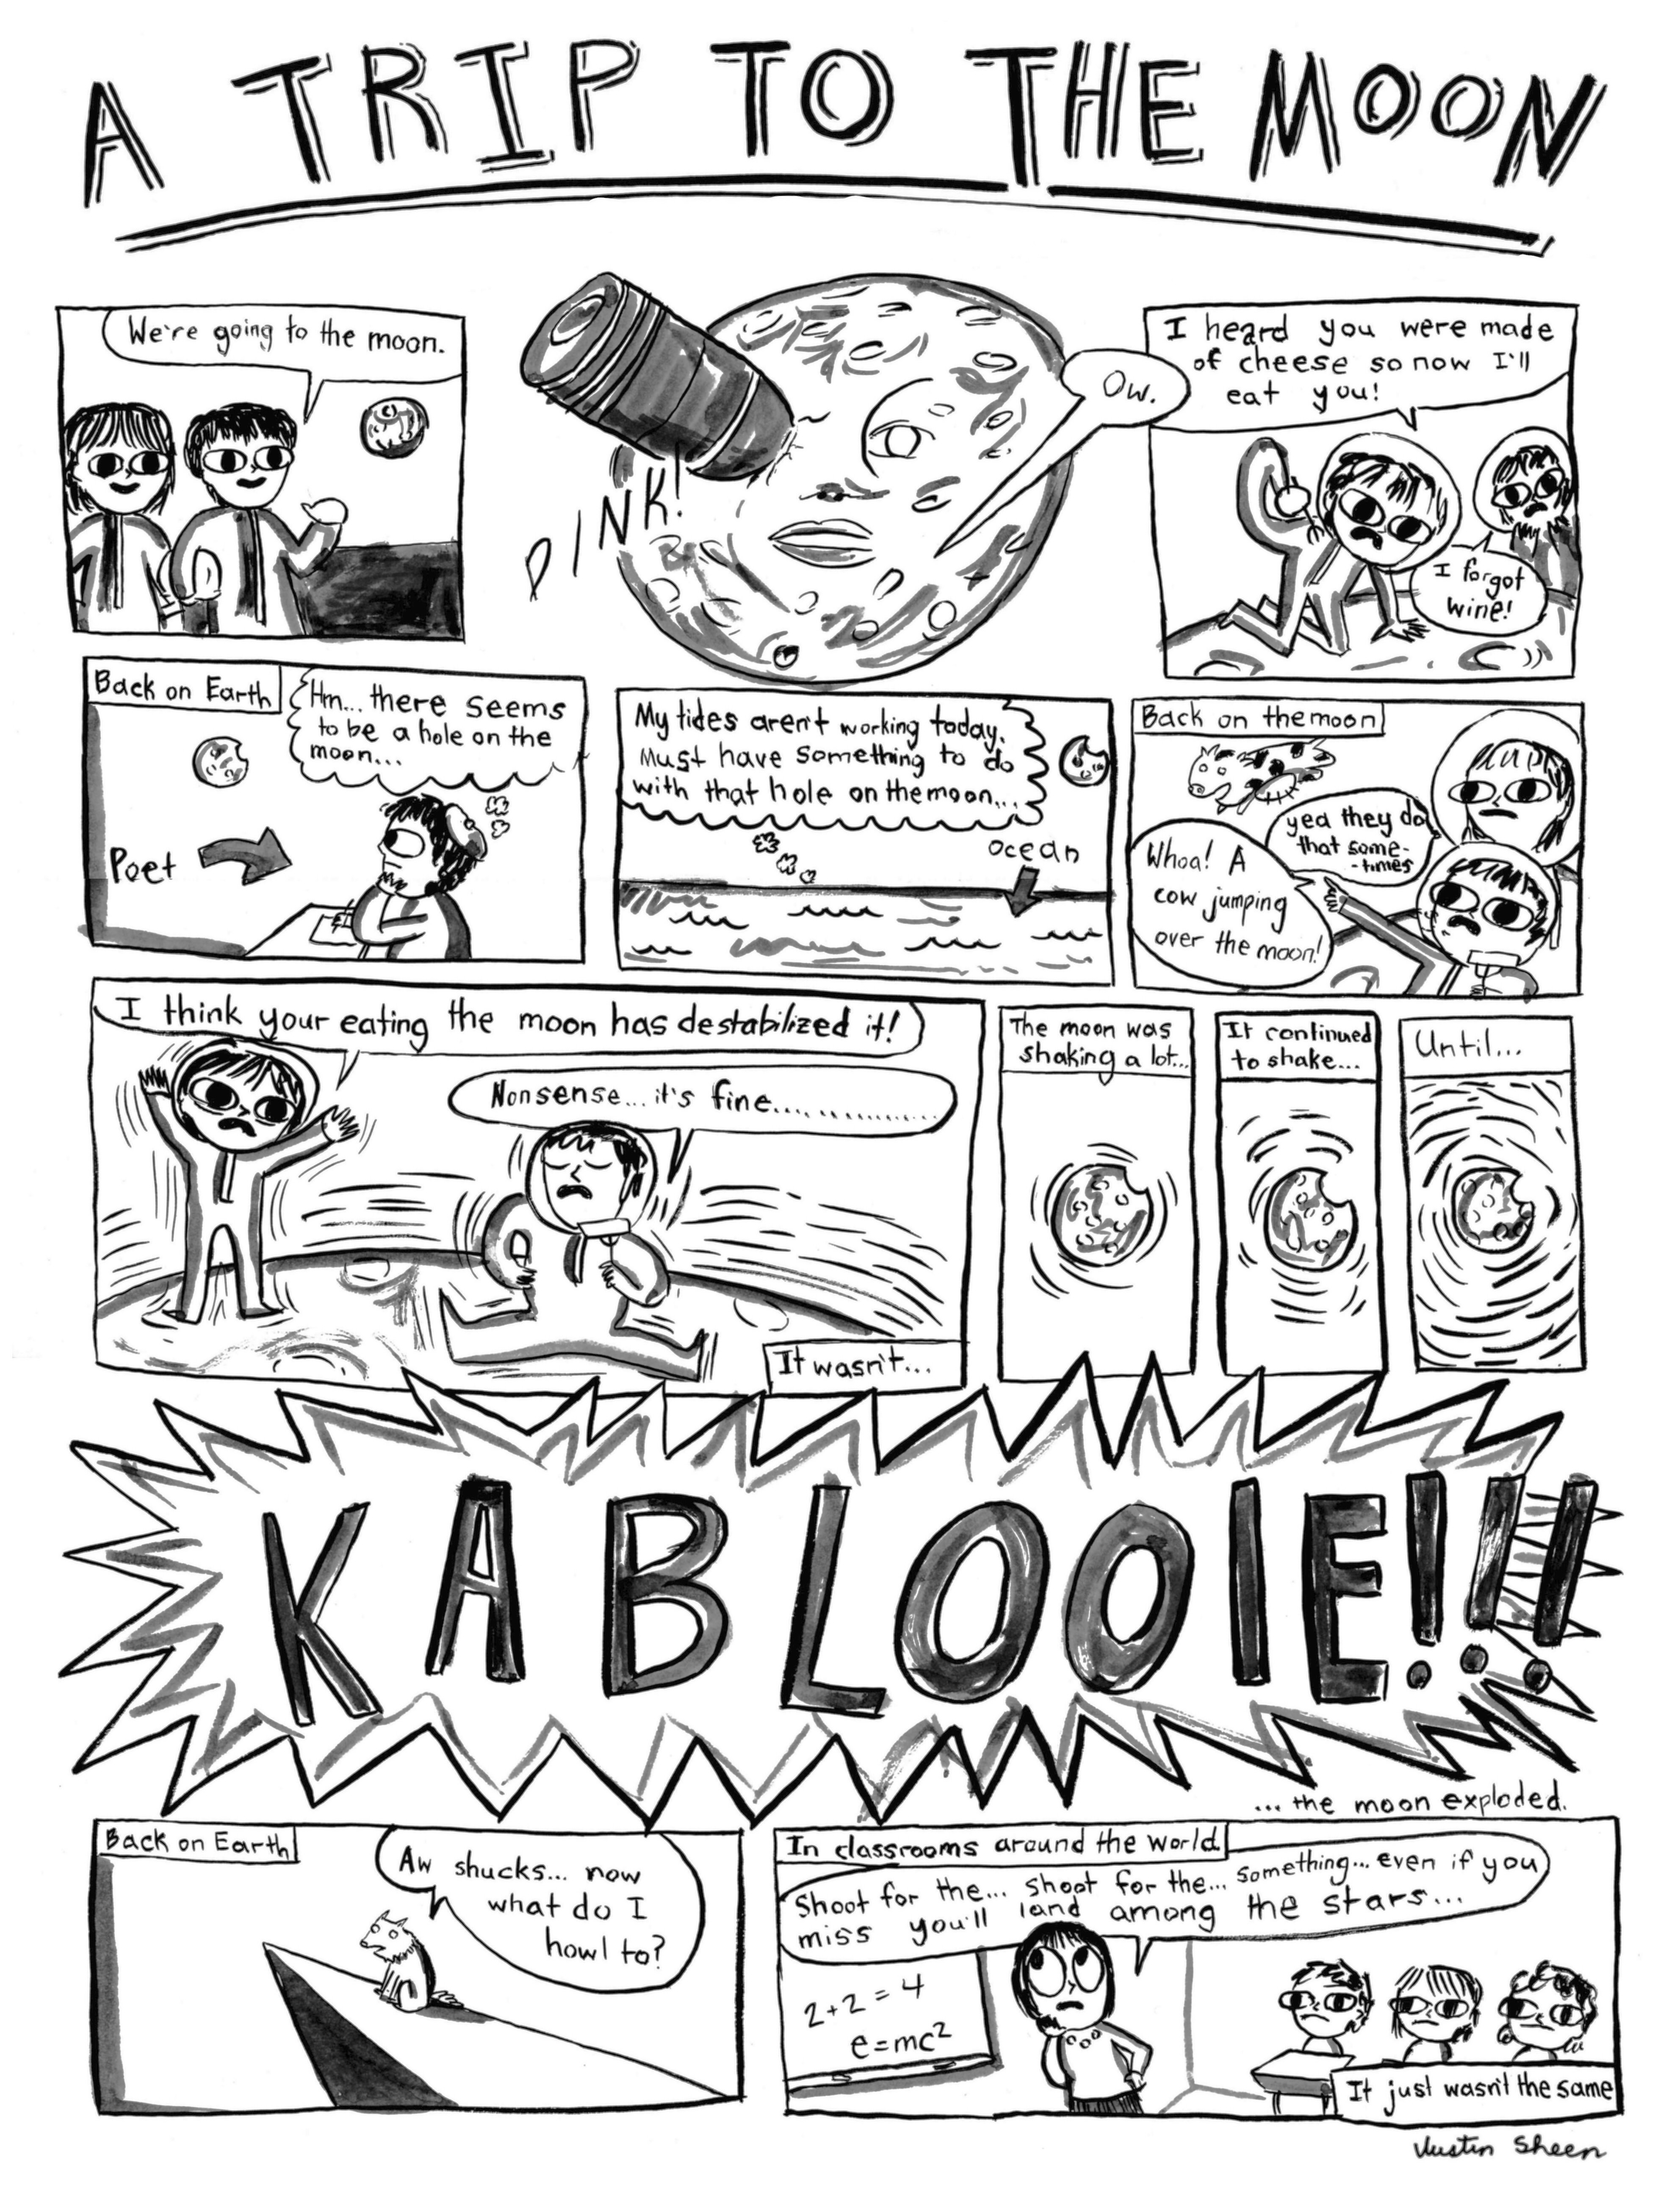 A TRIP TO THE MOON
We're going to the moon.
PINK!
Ow.
I heard you were made
of cheese so now I'll
eat you!
I forgot
wine!
Back on Earth
Hm... there seems
to be a hole on the
moon...
Poet
My tides aren't working today.
Must have something to do
with that hole on the moon...
ocean
Back on the moon
Whoa! A
cow jumping
over the moon!
yea they do
that some-
-times
I think your eating the moon has destabilized it!
Nonsense... it's fine...............
It wasn't...
The moon was
shaking a lot...
It continued
to shake...
Until...
KABLOOIE!!!
... the moon exploded.
Back on Earth
Aw shucks... now
what do I
howl to?
In classrooms around the world
Shoot for the... shoot for the... something... even if you
miss you'll land among the stars...
2+2=4
e=mc²
It just wasn't the same
Justin Sheen